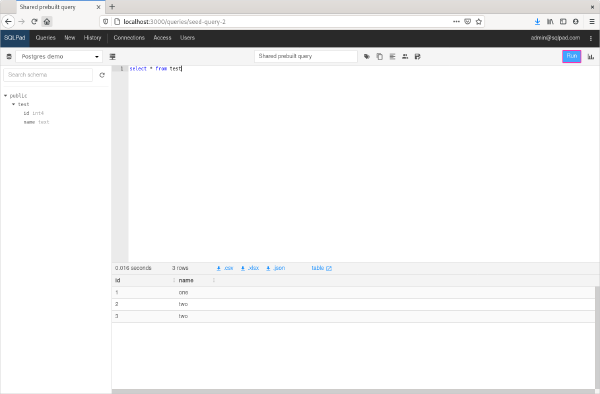 Shared prebuilt query
localhost:3000/queries/seed-query-2
SQLPad Queries New History Connections Access Users admin@sqlpad.com
Postgres demo Shared prebuilt query Run
Search schema
1 select * from test
public
test
id int4
name text
0.016 seconds 3 rows .csv .xlsx .json table
id name
1 one
2 two
3 two